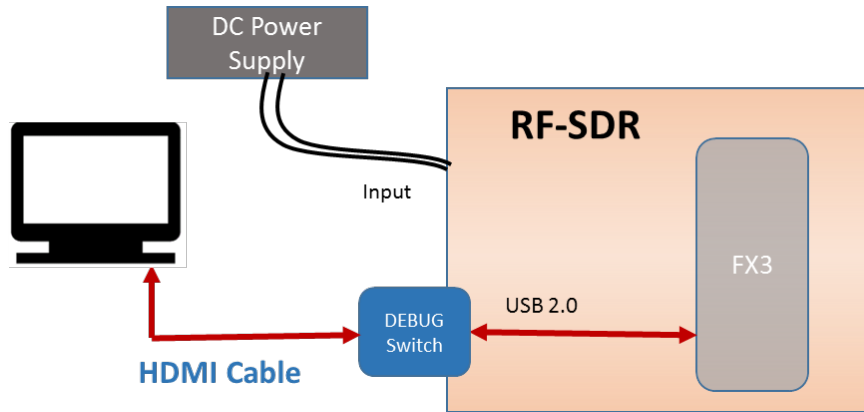 DC Power
Supply
RF-SDR
Input
FX3
USB 2.0
DEBUG
Switch
HDMI Cable